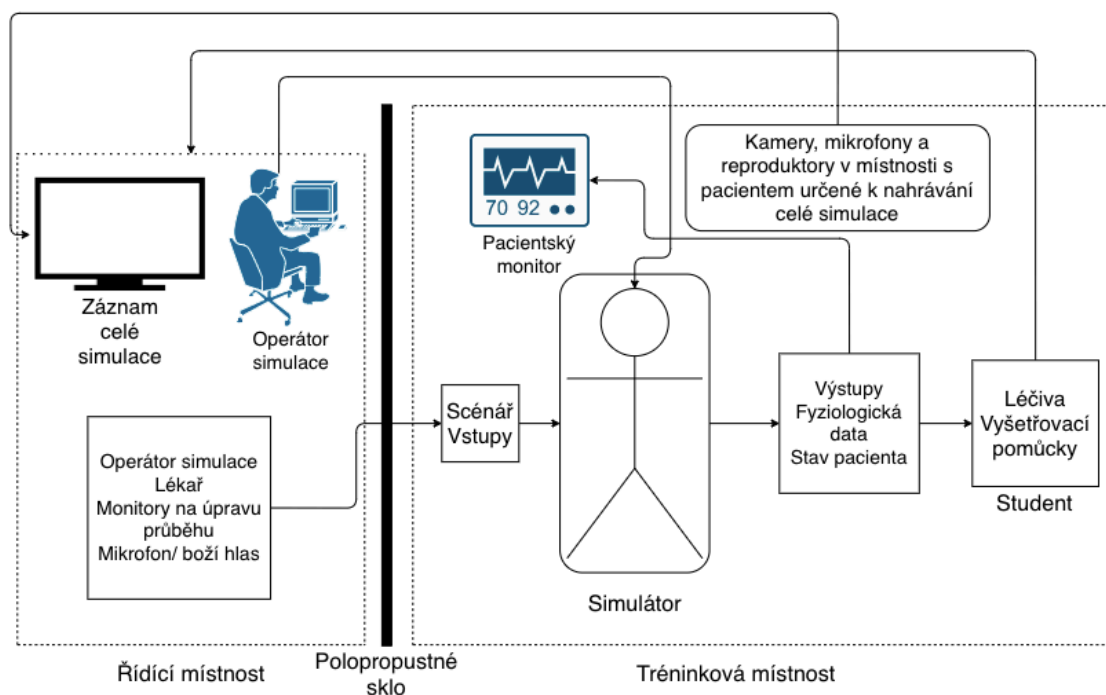 Kamery, mikrofony a
reproduktory v místnosti s
pacientem určené k nahrávání
celé simulace
70 92
Pacientský
monitor
Záznam
celé
simulace
Operátor
simulace
Scénář
Vstupy
Výstupy
Fyziologická
data
Stav pacienta
Léčiva
Vyšetřovací
pomůcky
Student
Operátor simulace
Lékař
Monitory na úpravu
průběhu
Mikrofon/ boží hlas
Simulátor
Řídící místnost
Polopropustné
sklo
Tréninková místnost